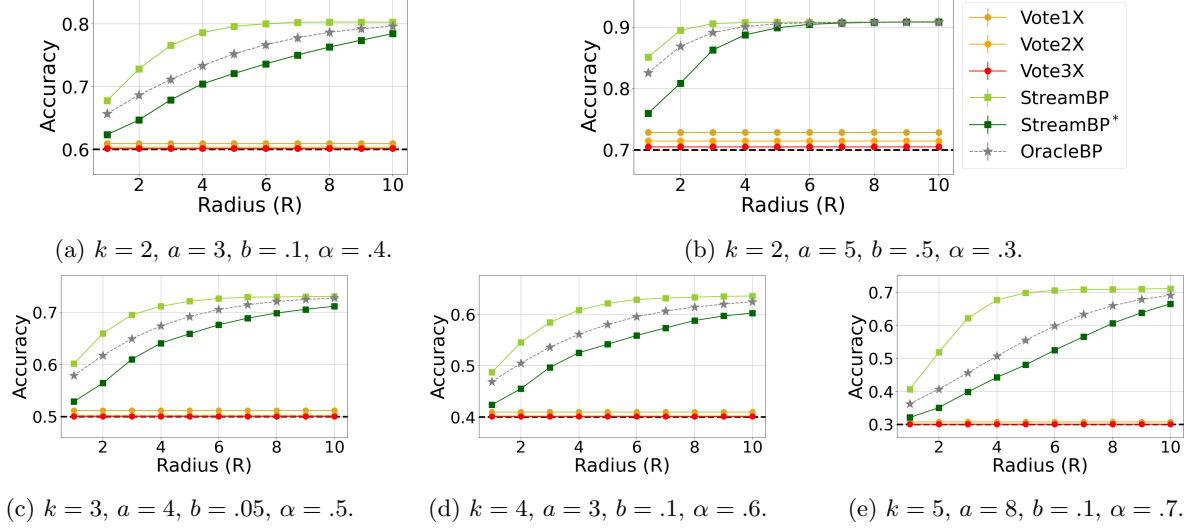 Accuracy
0.8
0.7
0.6
2 4 6 8 10
Radius (R)
(a) k = 2, a = 3, b = .1, α = .4.
Accuracy
0.9
0.8
0.7
2 4 6 8 10
Radius (R)
(b) k = 2, a = 5, b = .5, α = .3.
Vote1X
Vote2X
Vote3X
StreamBP
StreamBP*
OracleBP
Accuracy
0.7
0.6
0.5
2 4 6 8 10
Radius (R)
(c) k = 3, a = 4, b = .05, α = .5.
Accuracy
0.6
0.5
0.4
2 4 6 8 10
Radius (R)
(d) k = 4, a = 3, b = .1, α = .6.
Accuracy
0.7
0.6
0.5
0.4
0.3
2 4 6 8 10
Radius (R)
(e) k = 5, a = 8, b = .1, α = .7.